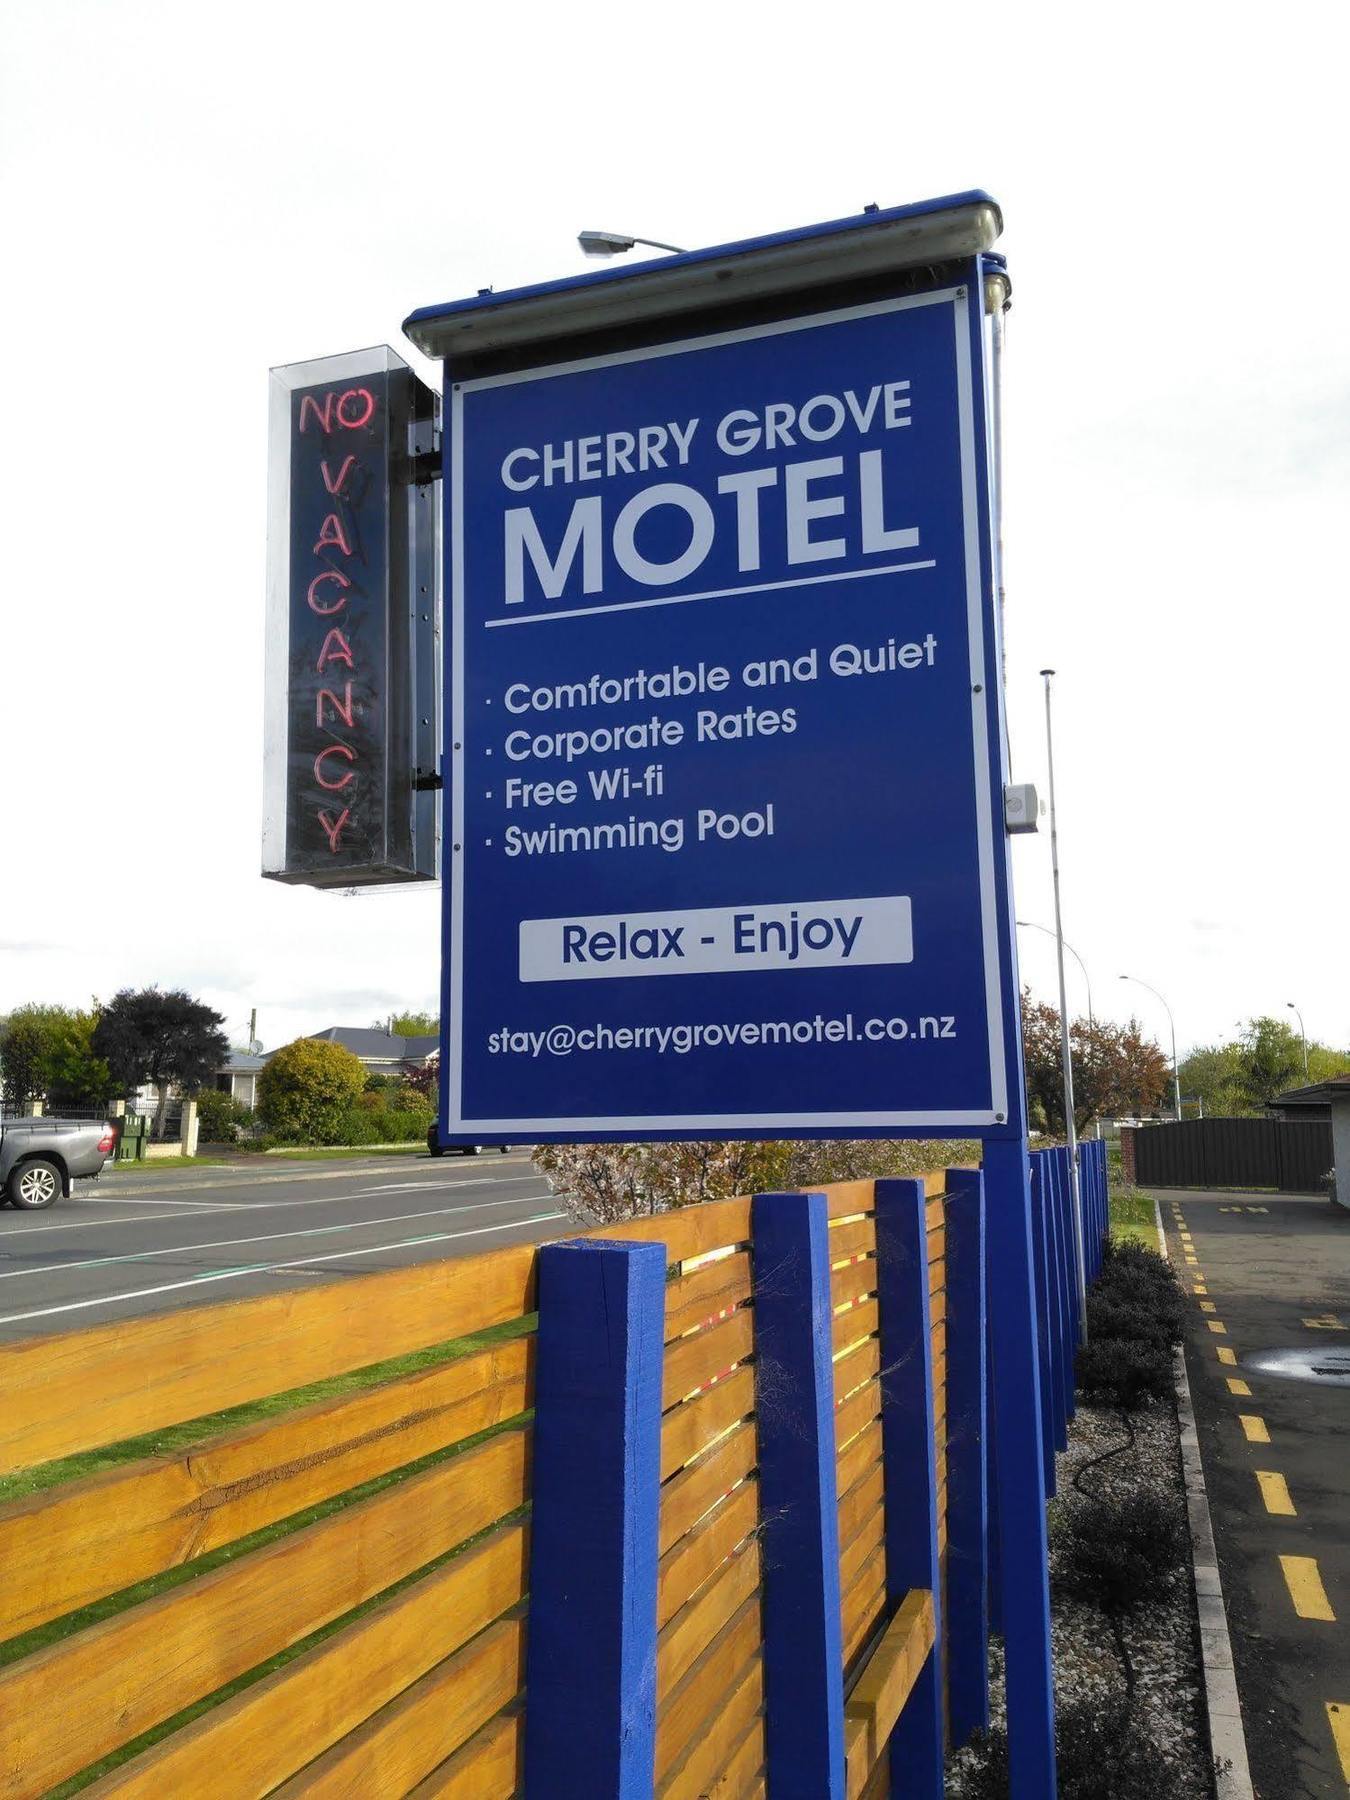 NO
VACANCY
CHERRY GROVE
MOTEL
· Comfortable and Quiet
· Corporate Rates
· Free Wi-fi
· Swimming Pool
Relax - Enjoy
stay@cherrygrovemotel.co.nz